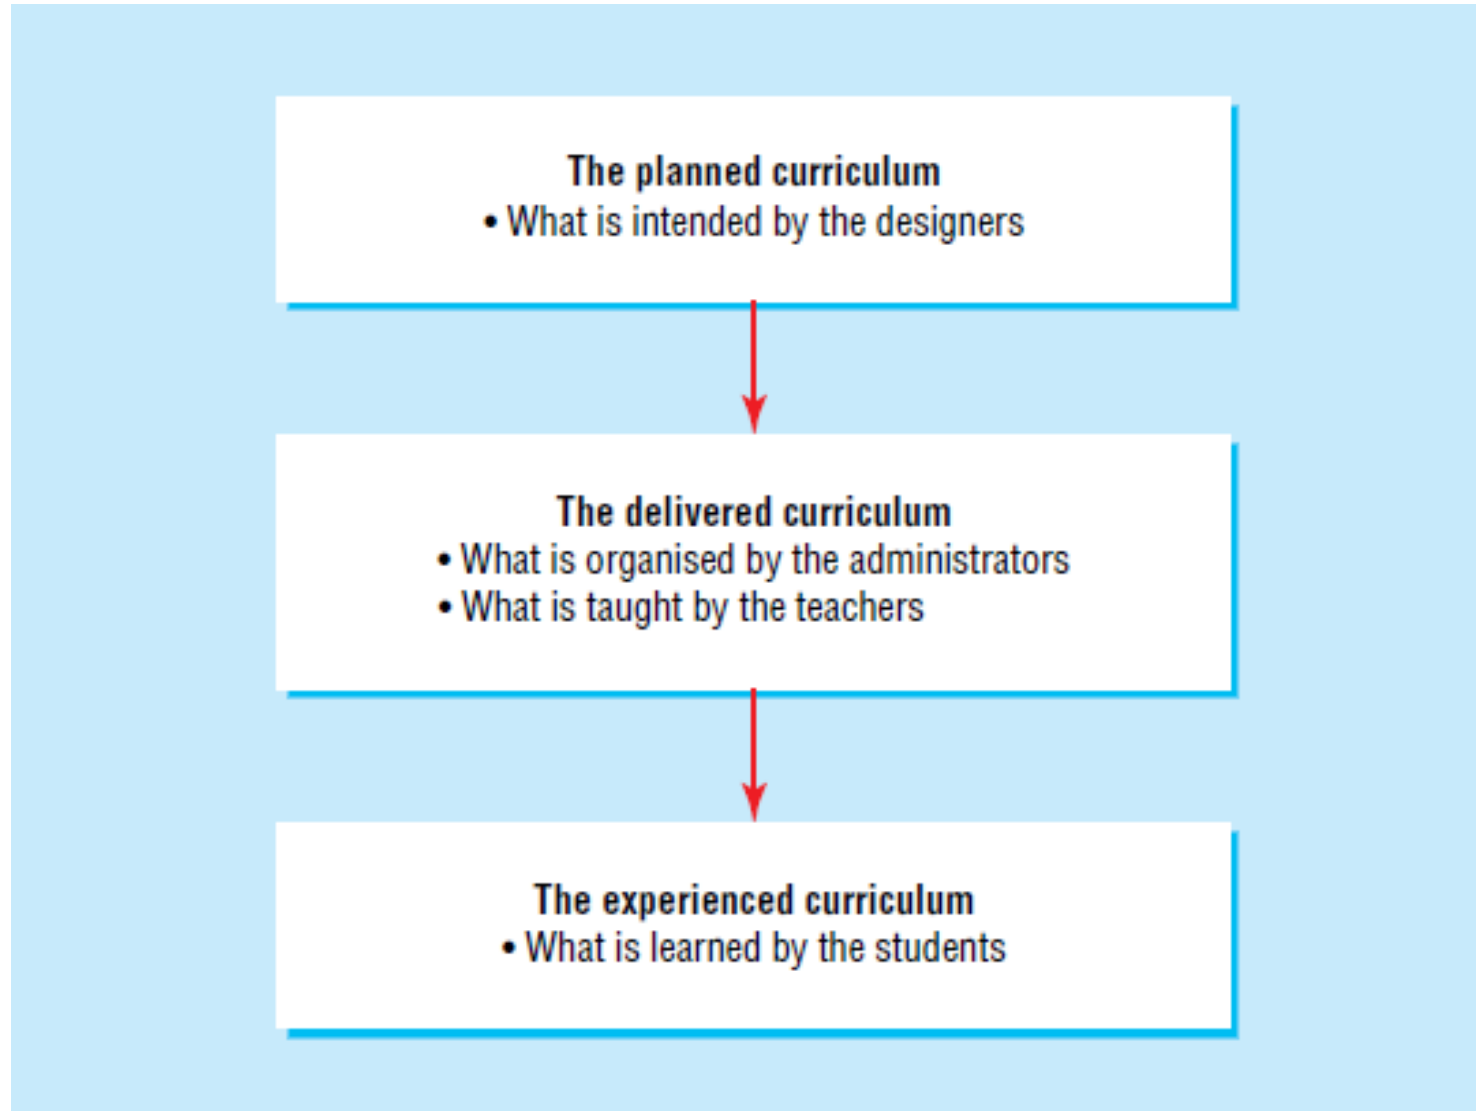 The planned curriculum
• What is intended by the designers
The delivered curriculum
• What is organised by the administrators
• What is taught by the teachers
The experienced curriculum
• What is learned by the students